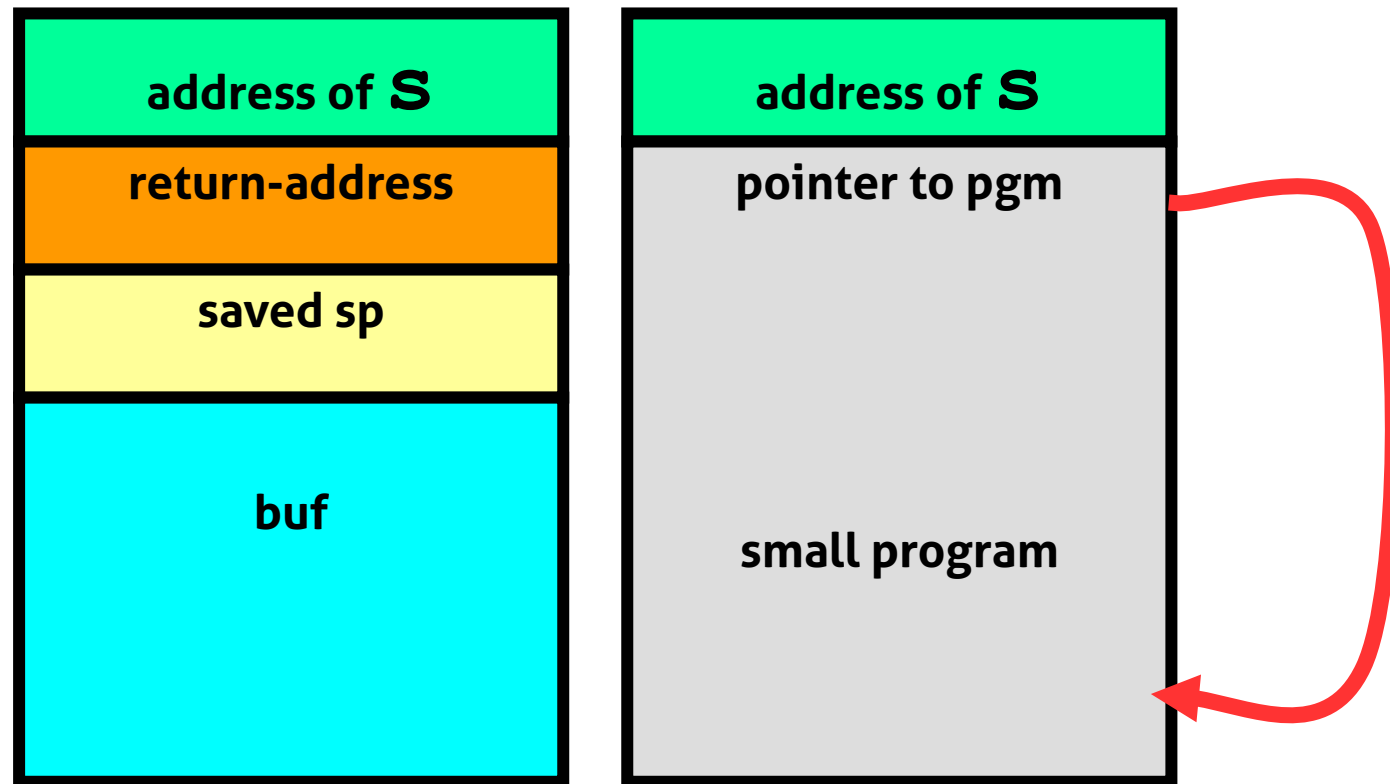 address of S
return-address
saved sp
buf
address of S
pointer to pgm
small program